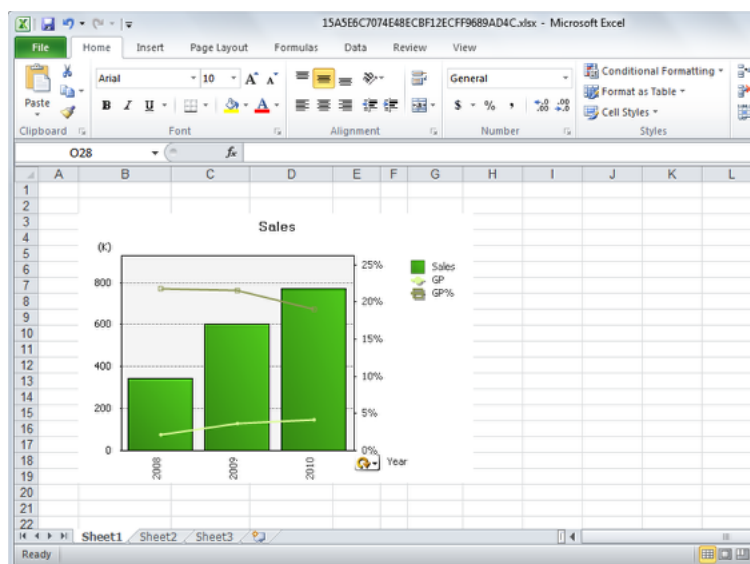 15A5E6C7074E48ECBF12ECFF9689AD4C.xlsx - Microsoft Excel
File Home Insert Page Layout Formulas Data Review View
Paste
Arial 10 A A
General
Conditional Formatting
Format as Table
Cell Styles
B I U A
$ % ,
Clipboard Font Alignment Number Styles
O28 fx
A B C D E F G H I J K L
1
2
3
4
5
6
7
8
9
10
11
12
13
14
15
16
17
18
19
20
21
22
Sales
(K)
800
600
400
200
0
25%
20%
15%
10%
5%
0%
Sales
GP
GP%
2008 2009 2010
Year
Sheet1 Sheet2 Sheet3
Ready